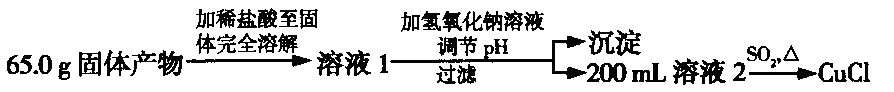 65.0 g 固体产物
加稀盐酸至固
体完全溶解
溶液 1
加氢氧化钠溶液
调节 pH
过滤
沉淀
200 mL 溶液 2
SO₂,△
CuCl